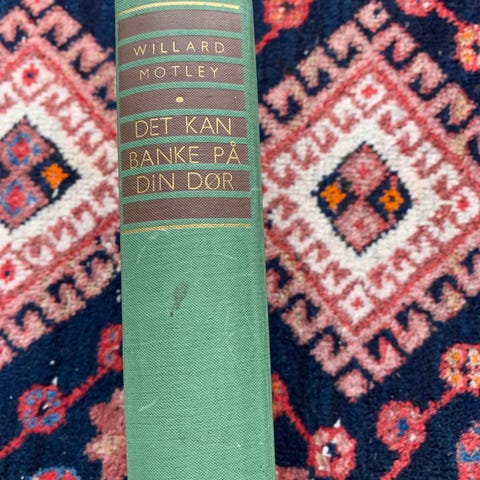 WILLARD
MOTLEY
•
DET KAN
BANKE PÅ
DIN DØR